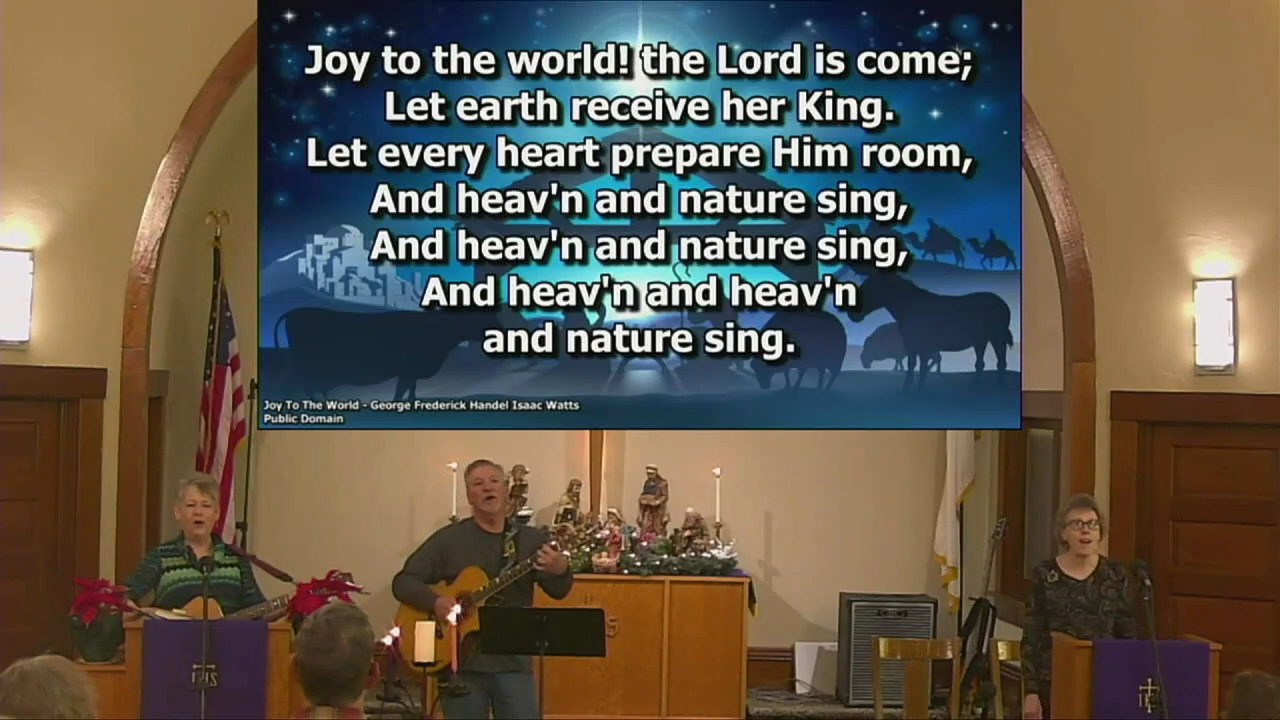 Joy to the world! the Lord is come;
Let earth receive her King.
Let every heart prepare Him room,
And heav'n and nature sing,
And heav'n and nature sing,
And heav'n and heav'n
and nature sing.
Joy To The World - George Frederick Handel Isaac Watts
Public Domain
IHS